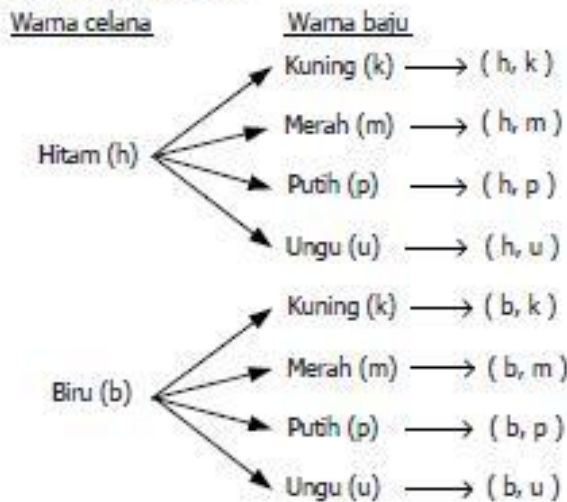 Warna celana Warna baju
Kuning (k) → ( h, k )
Merah (m) → ( h, m )
Hitam (h)
Putih (p) → ( h, p )
Ungu (u) → ( h, u )
Kuning (k) → ( b, k )
Merah (m) → ( b, m )
Biru (b)
Putih (p) → ( b, p )
Ungu (u) → ( b, u )